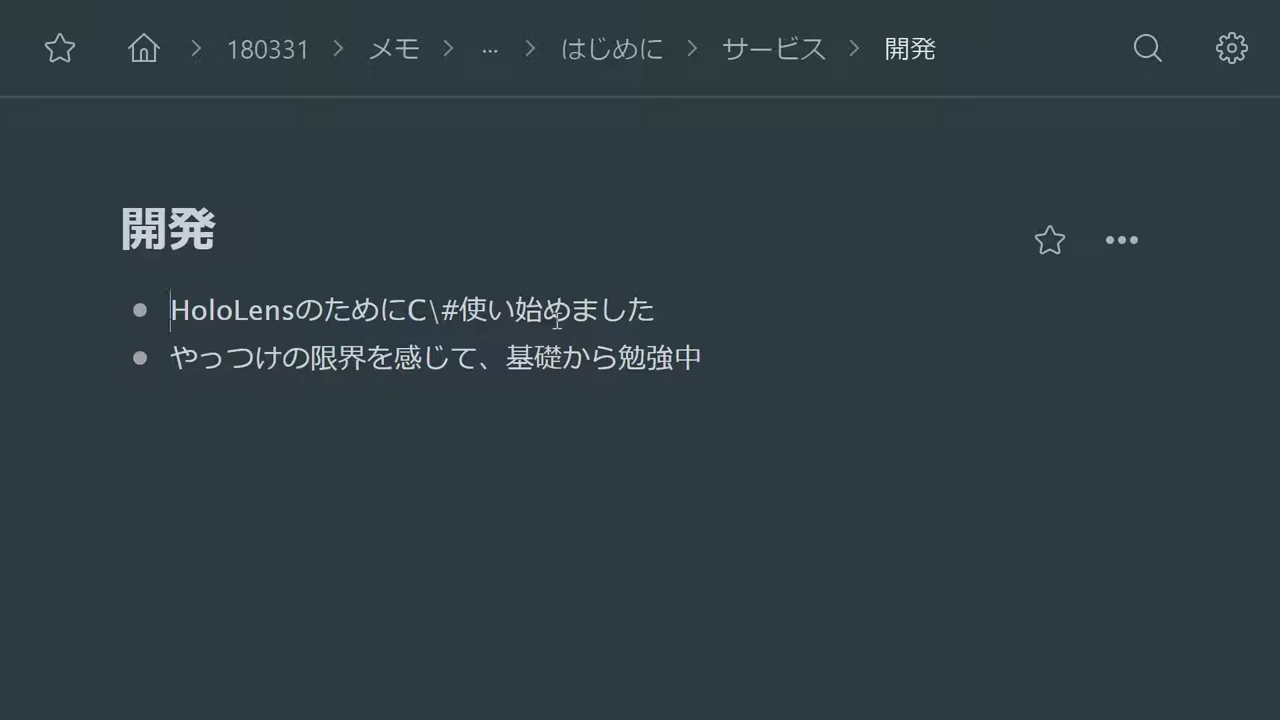 180331 > メモ > ... > はじめに > サービス > 開発
開発
HoloLensのためにC\#使い始めました
やっつけの限界を感じて、基礎から勉強中